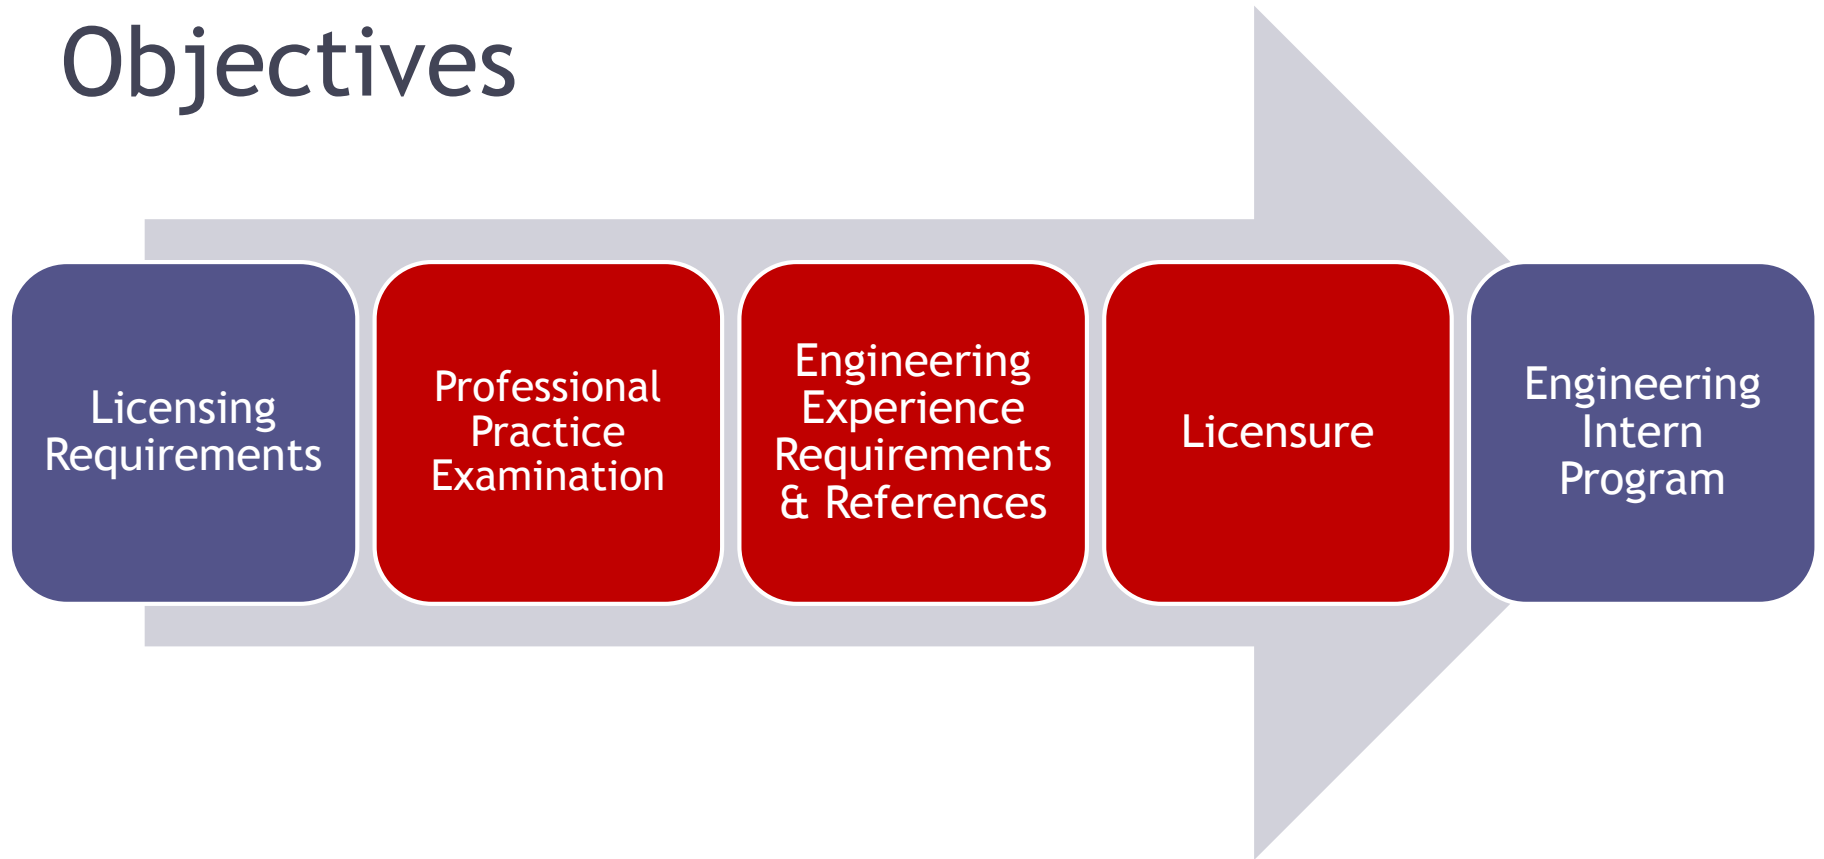 Objectives
Licensing
Requirements
Professional
Practice
Examination
Engineering
Experience
Requirements
& References
Licensure
Engineering
Intern
Program